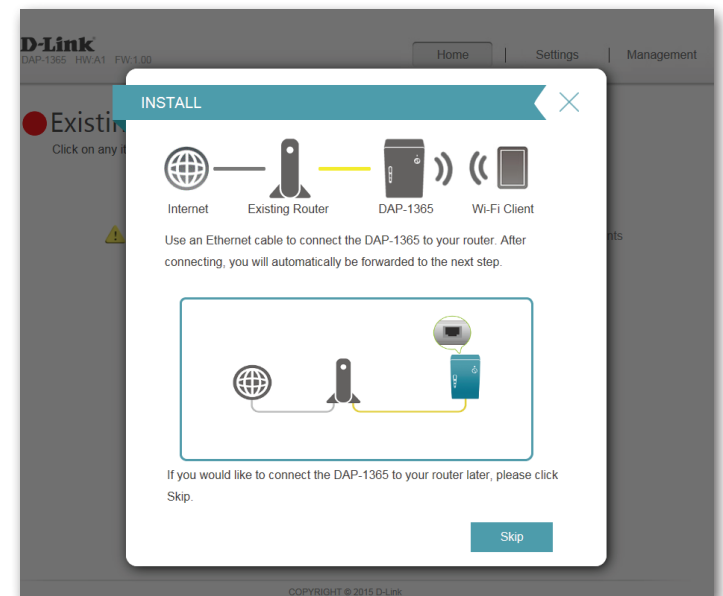 D-Link
DAP-1365 HW:A1 FW:1.00
Home | Settings | Management
INSTALL
Click on any
Internet Existing Router DAP-1365 Wi-Fi Client
Use an Ethernet cable to connect the DAP-1365 to your router. After
connecting, you will automatically be forwarded to the next step.
If you would like to connect the DAP-1365 to your router later, please click
Skip.
Skip
COPYRIGHT © 2015 D-Link